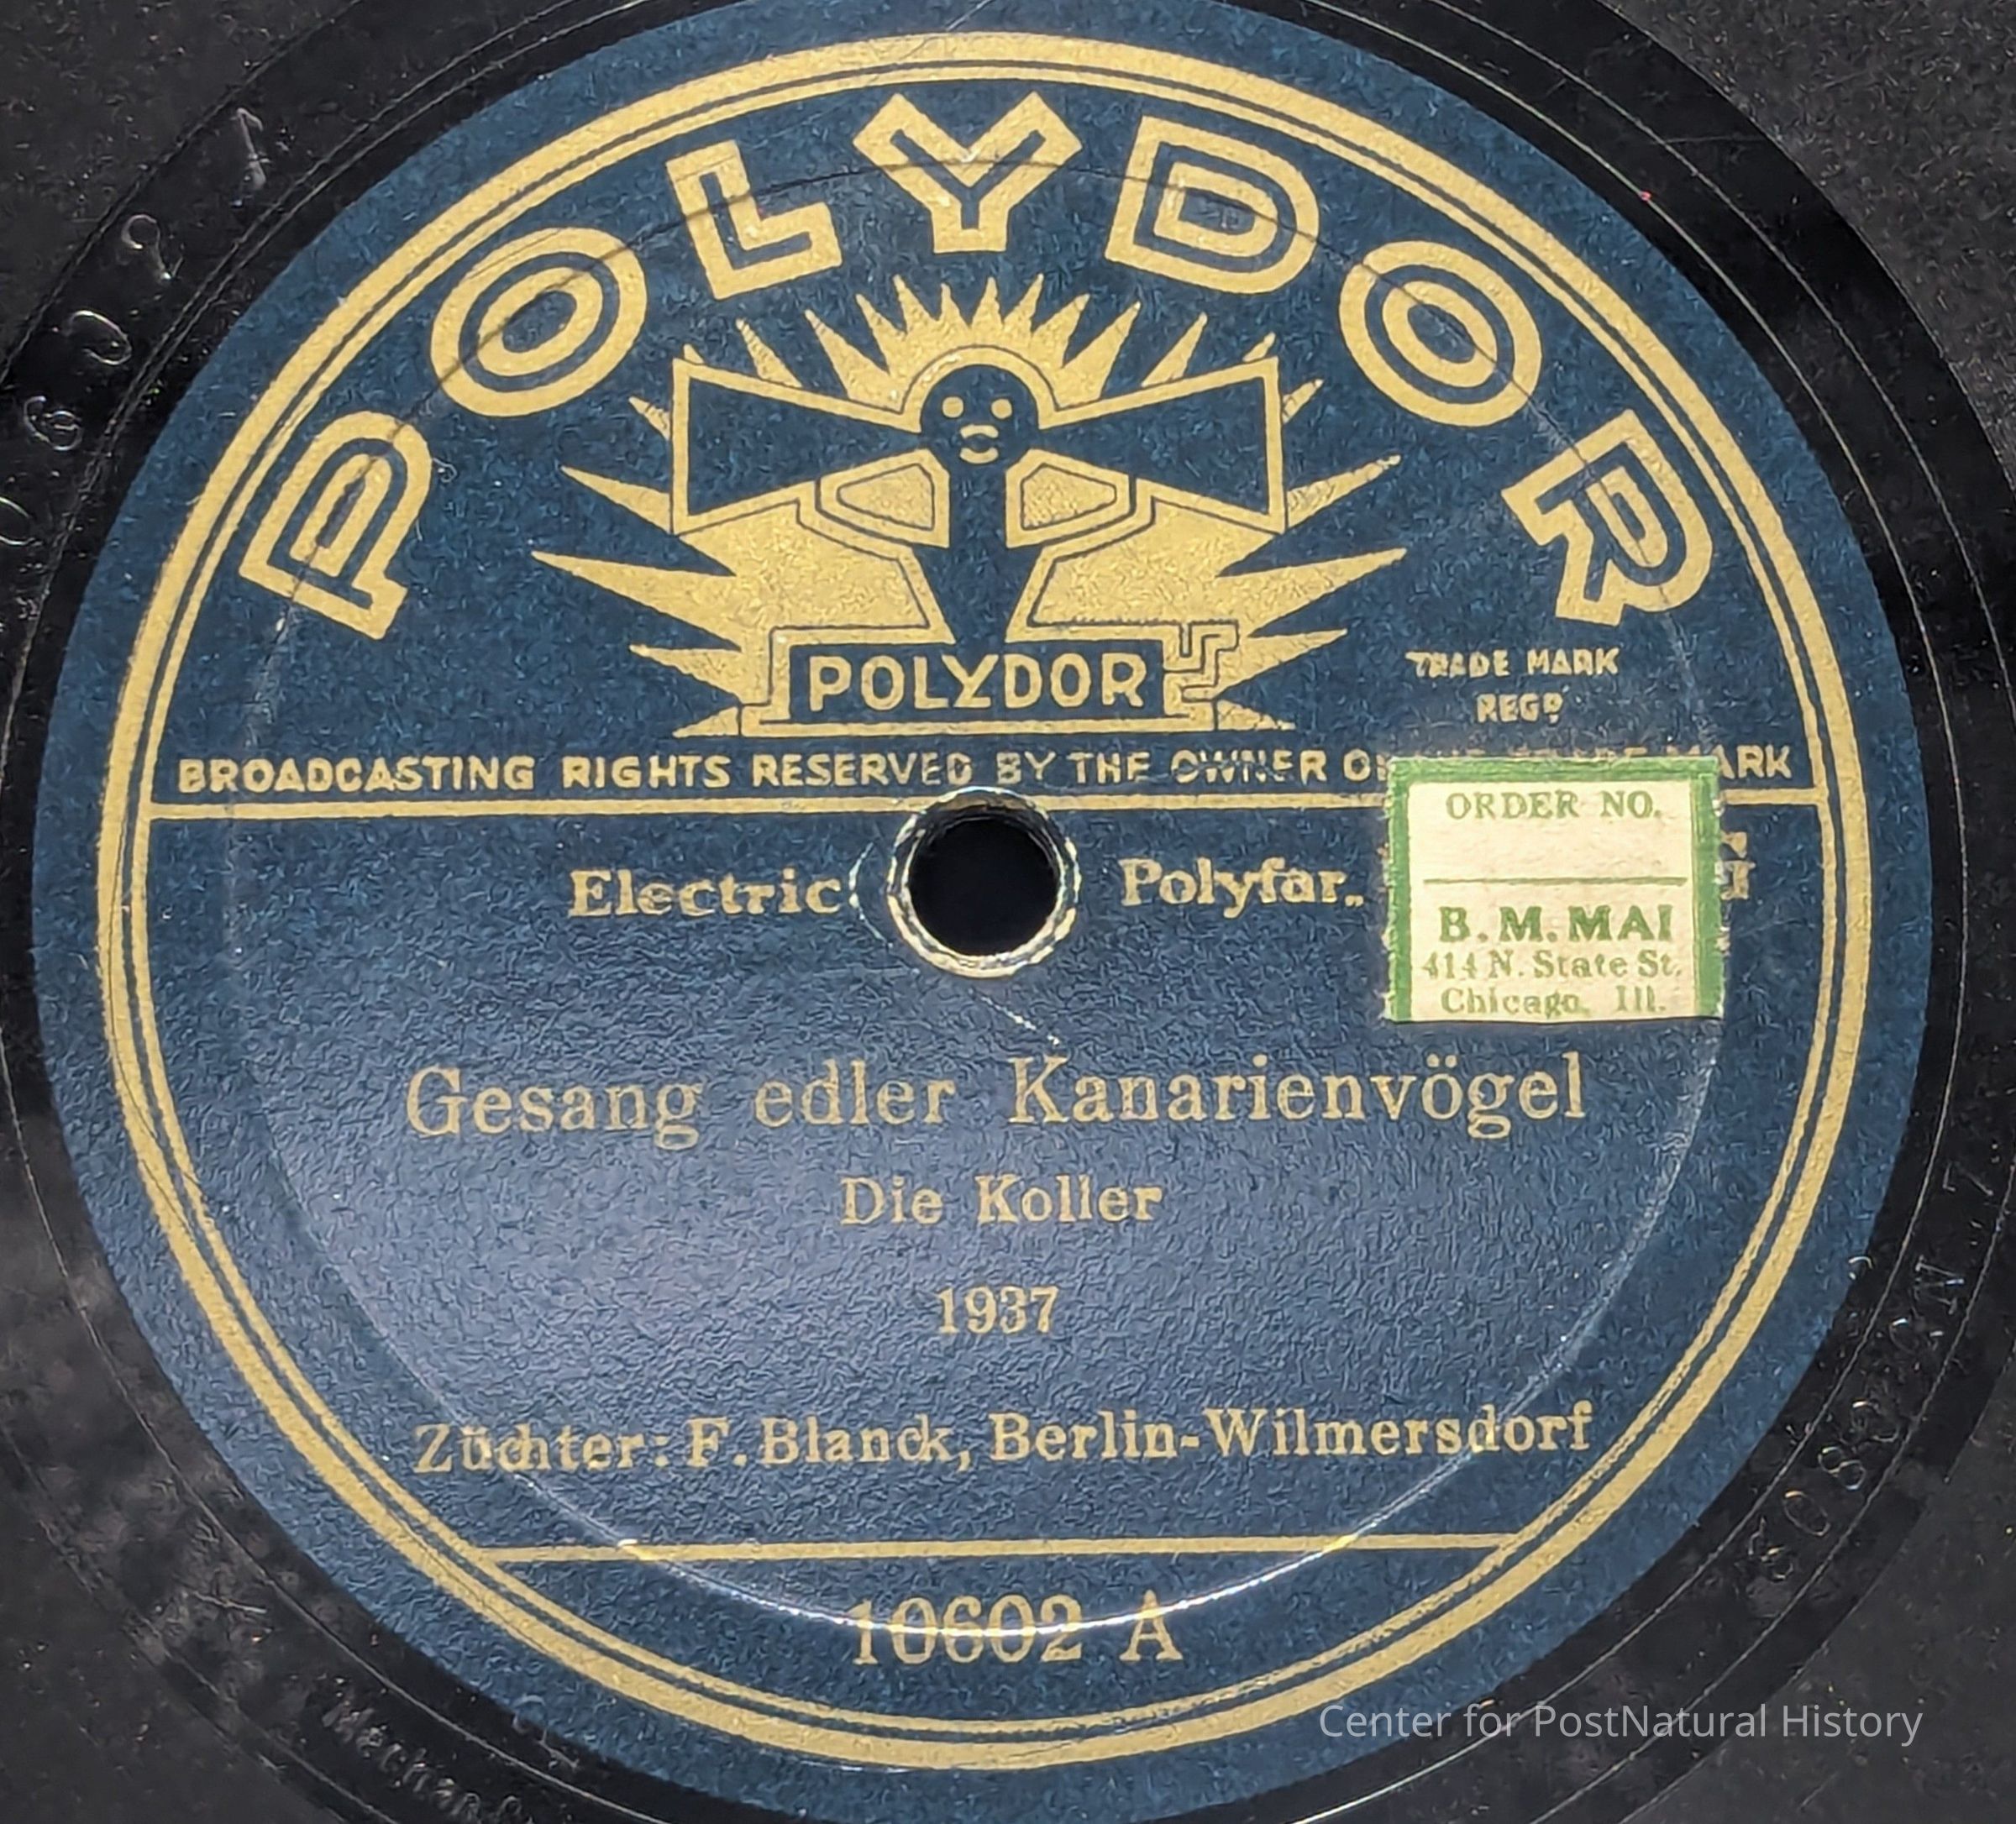 POLYDOR
POLYDOR
TRADE MARK
REGD
BROADCASTING RIGHTS RESERVED BY THE OWNER O MARK
Electric Polyfar
ORDER NO.
B. M. MAI
414 N. State St.
Chicago, Ill.
Gesang edler Kanarienvögel
Die Koller
1937
Züchter: F. Blanck, Berlin-Wilmersdorf
10602 A
Center for PostNatural History